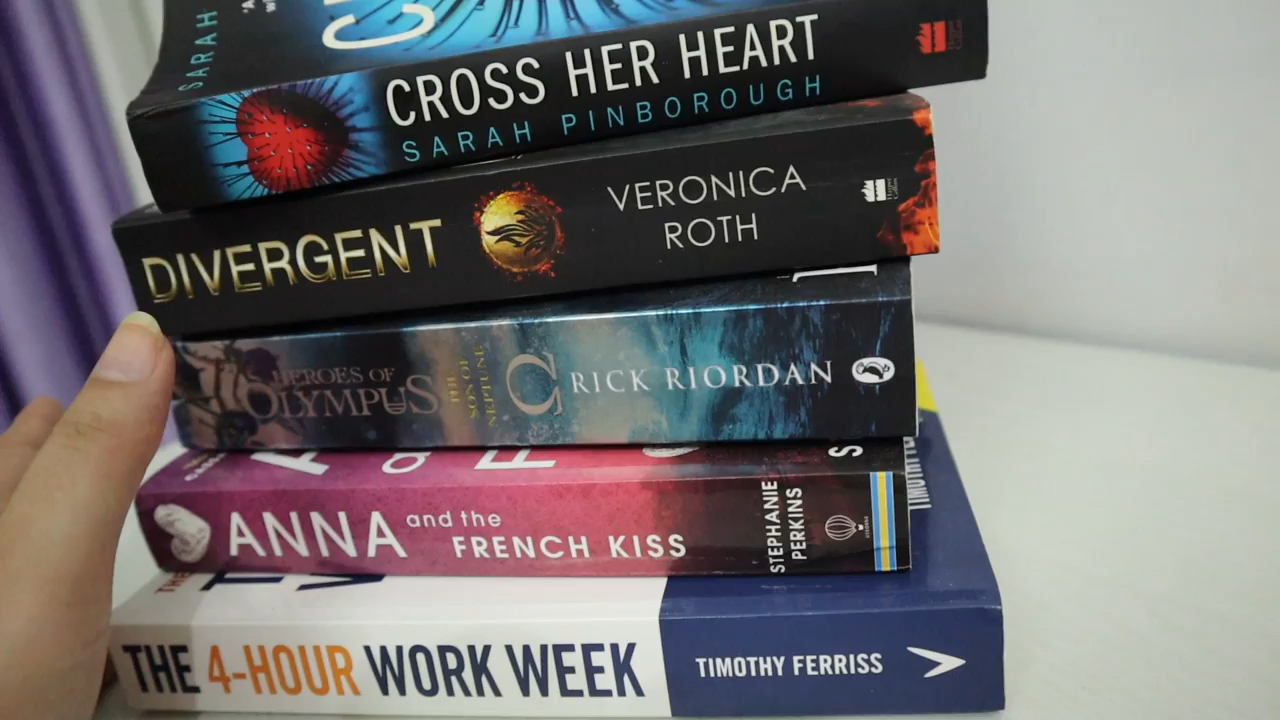 SARAH
CROSS HER HEART
SARAH PINBOROUGH
DIVERGENT
VERONICA
ROTH
HEROES OF
OLYMPUS
THE
SON OF
NEPTUNE
Ω
RICK RIORDAN
ANNA and the
FRENCH KISS
STEPHANIE
PERKINS
THE 4-HOUR WORK WEEK
TIMOTHY FERRISS